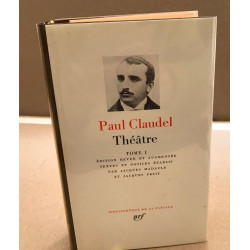 Paul Claudel
Théâtre
TOME I
ÉDITION REVUE ET AUGMENTÉE
TEXTES ET NOTICES ÉTABLIS
PAR JACQUES MADAULE
ET JACQUES PETIT
BIBLIOTHÈQUE DE LA PLÉIADE
nrf